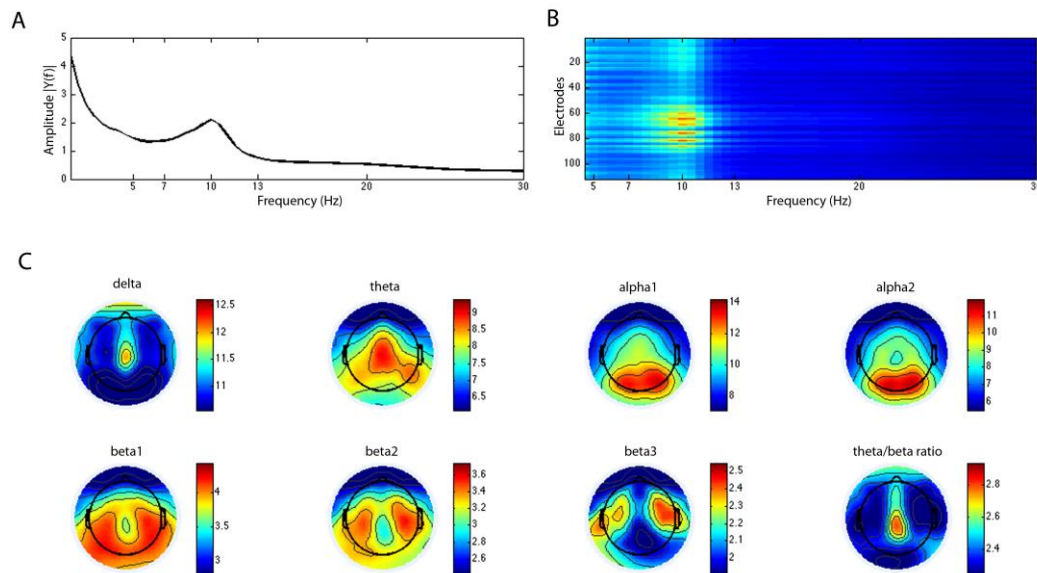 A
5
4
3
2
1
0
Amplitude |Y(f)|
5 7 10 13 20 30
Frequency (Hz)
B
20
40
60
80
100
Electrodes
5 7 10 13 20 3
Frequency (Hz)
C
delta
12.5
12
11.5
11
theta
9
8.5
8
7.5
7
6.5
alpha1
14
12
10
8
alpha2
11
10
9
8
7
6
beta1
4
3.5
3
beta2
3.6
3.4
3.2
3
2.8
2.6
beta3
2.5
2.4
2.3
2.2
2.1
2
theta/beta ratio
2.8
2.6
2.4